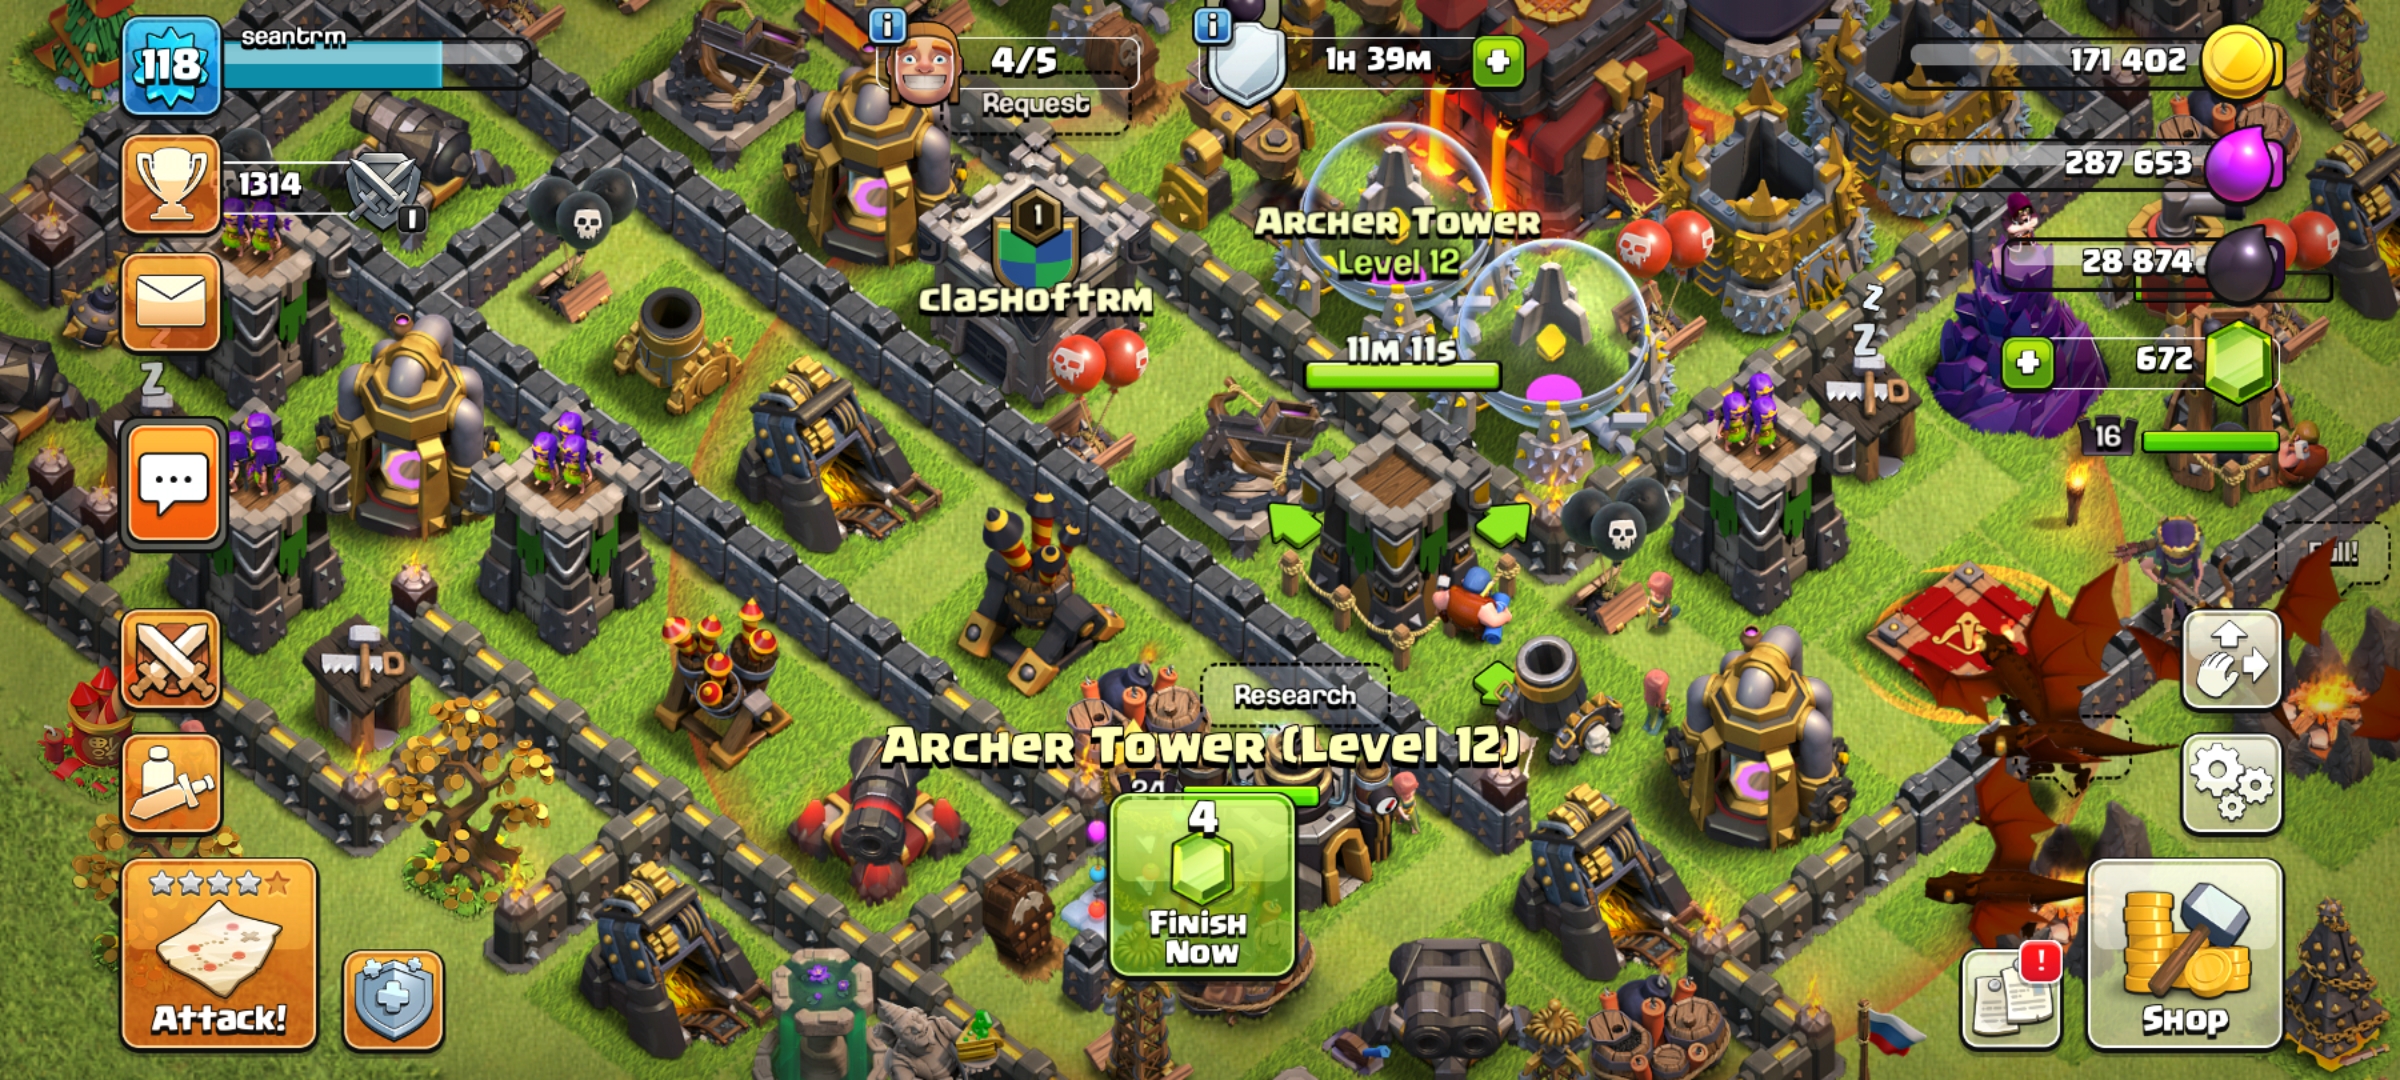 118
seantrm
4/5
1h 39m
171 402
Request
287 653
1314
I
1
Archer Tower
Level 12
28 874
clashoftrm
Z
Z
11m 11s
672
Z
16
Research
Archer Tower (Level 12)
4
Finish
Now
Attack!
!
Shop